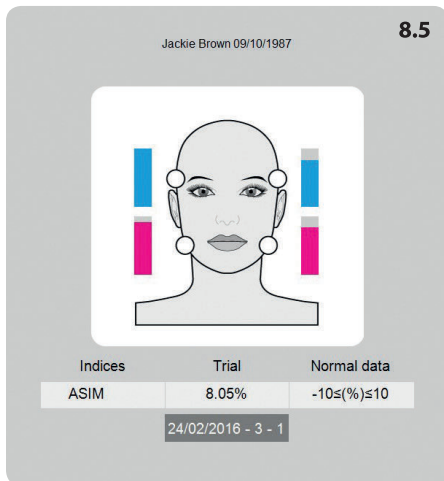 8.5
Jackie Brown 09/10/1987
Indices Trial Normal data
ASIM 8.05% -10≤(%)≤10
24/02/2016 - 3 - 1